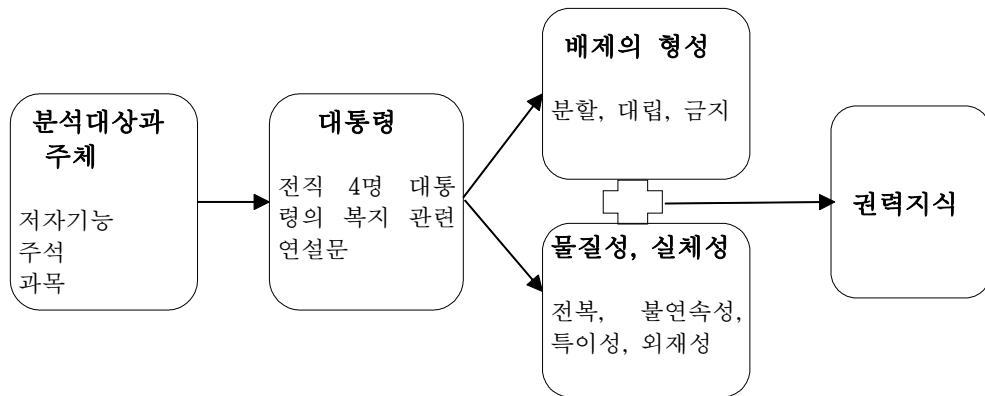 분석대상과
주체
저자기능
주석
과목
대통령
전직 4명 대통
령의 복지 관련
연설문
배제의 형성
분할, 대립, 금지
물질성, 실체성
전복, 불연속성,
특이성, 외재성
권력지식